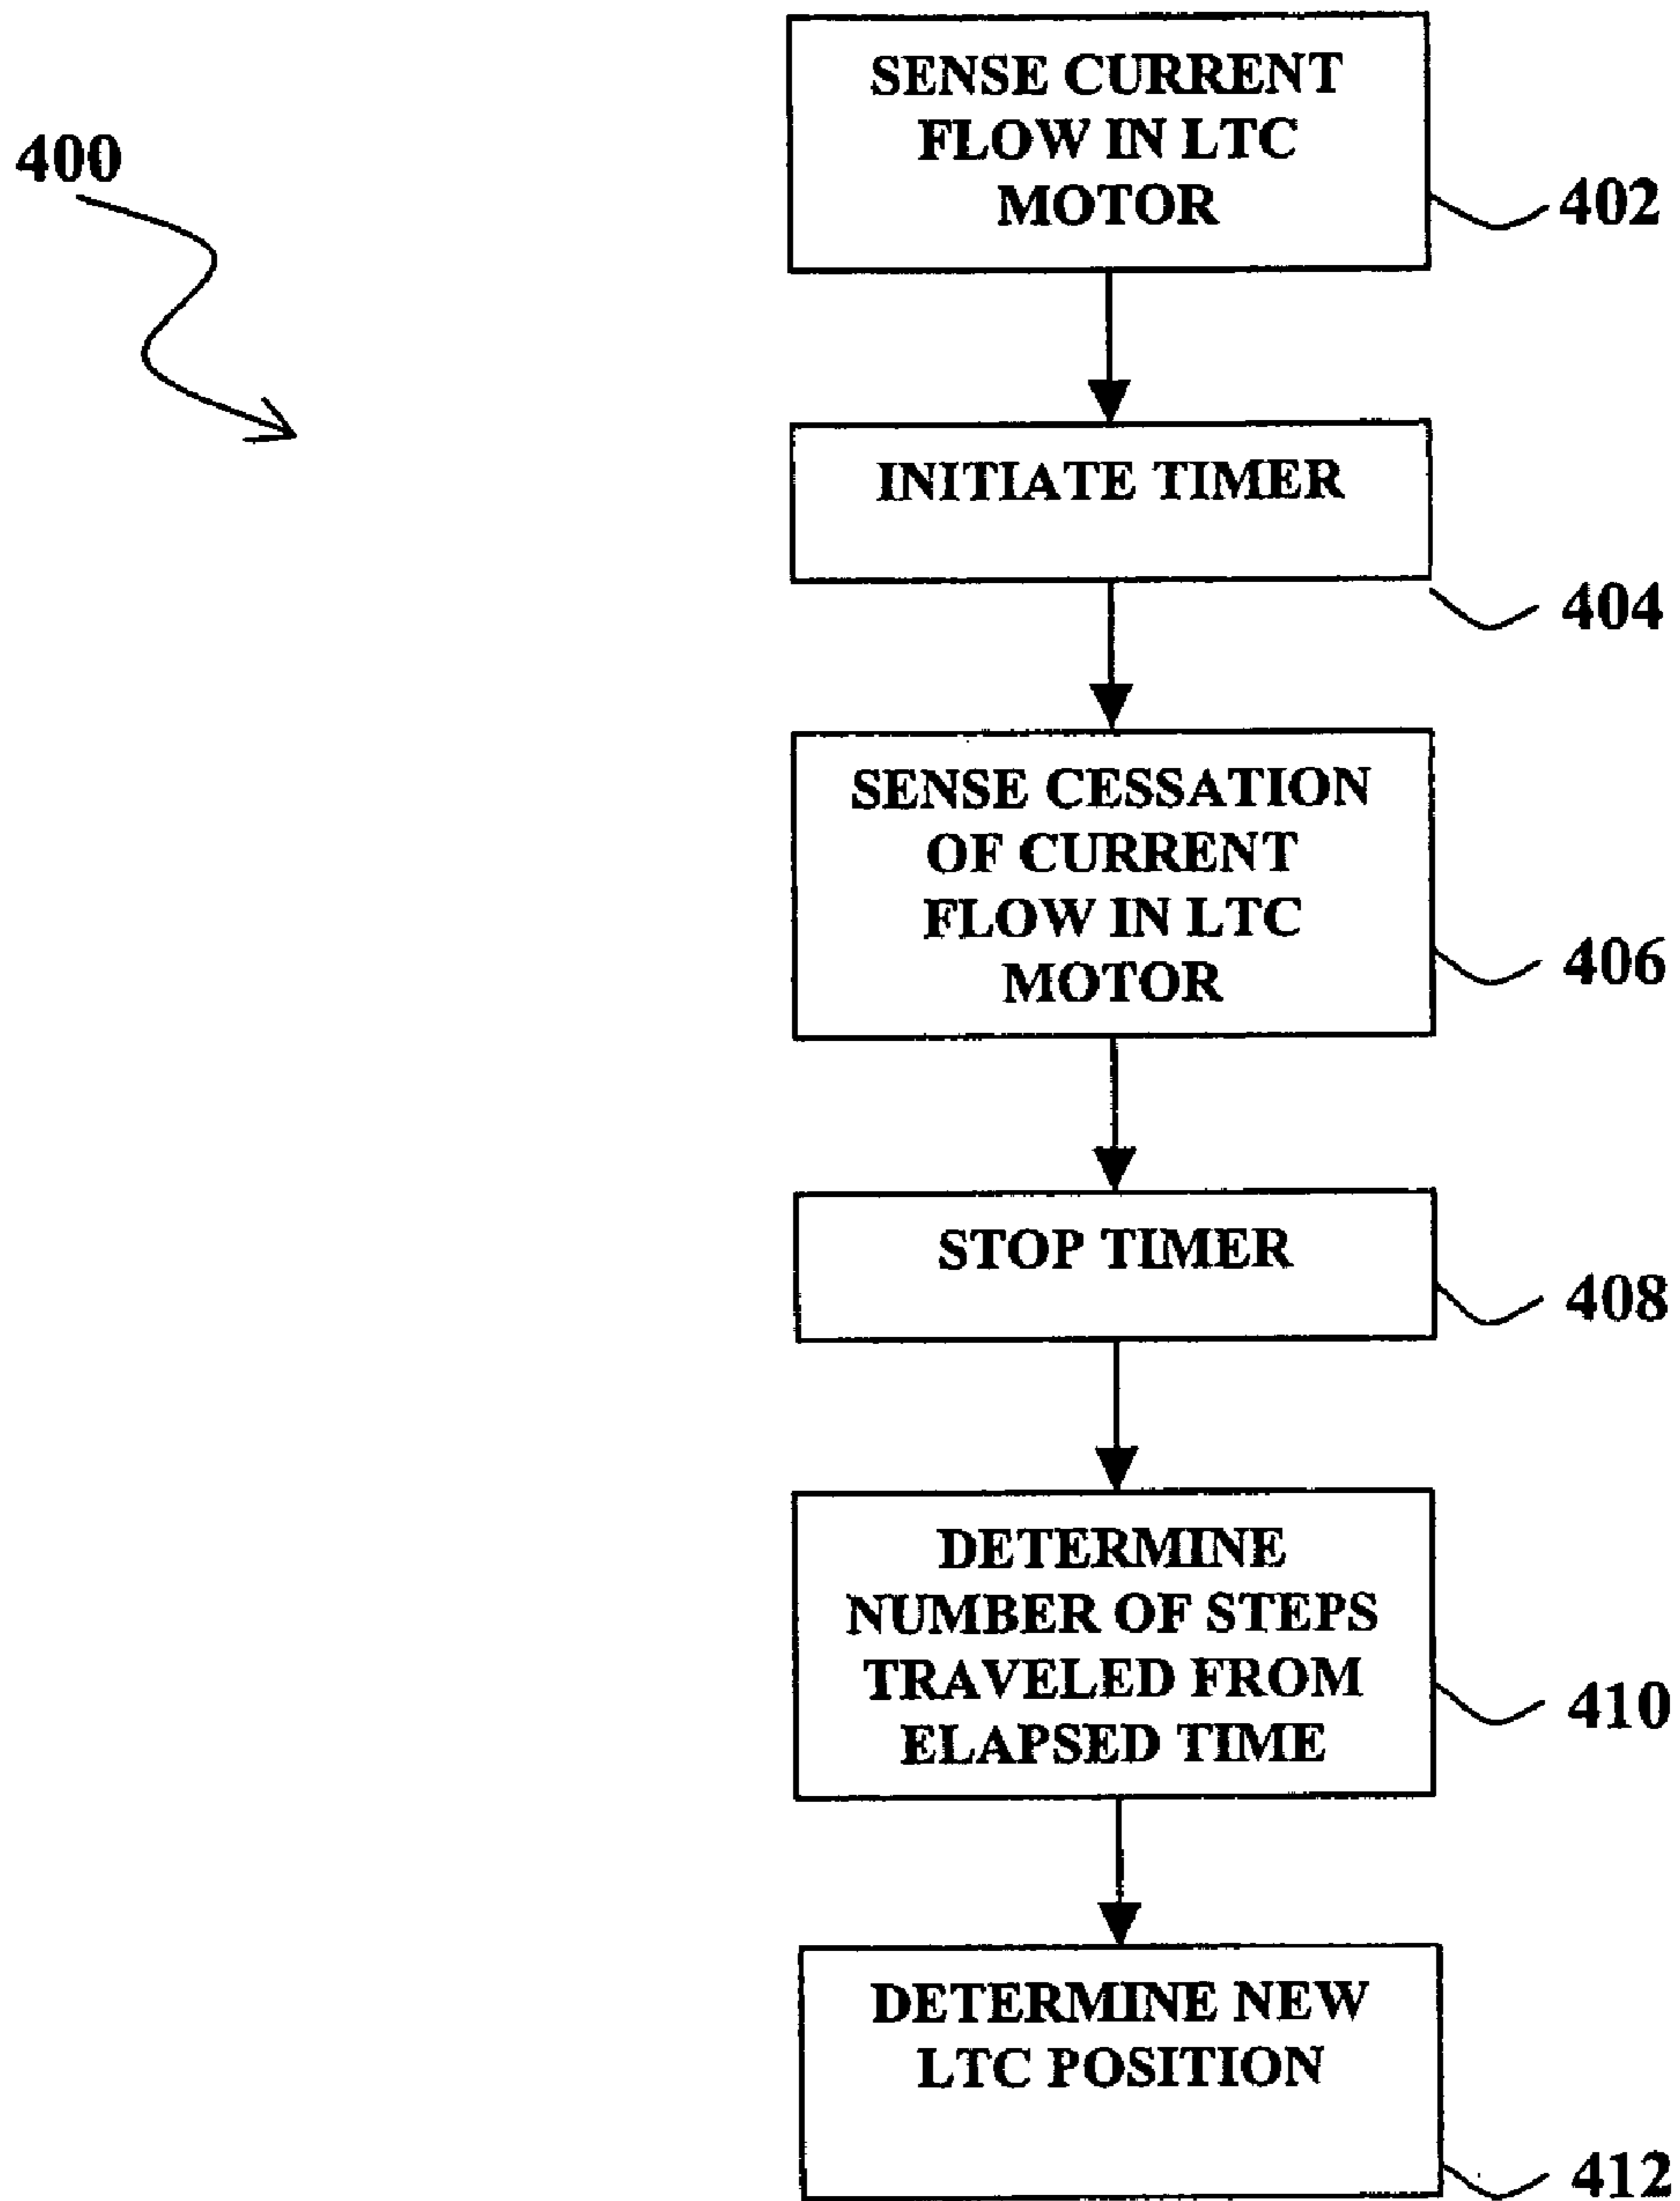 400
SENSE CURRENT
FLOW IN LTC
MOTOR
402
INITIATE TIMER
404
SENSE CESSATION
OF CURRENT
FLOW IN LTC
MOTOR
406
STOP TIMER
408
DETERMINE
NUMBER OF STEPS
TRAVELED FROM
ELAPSED TIME
410
DETERMINE NEW
LTC POSITION
412